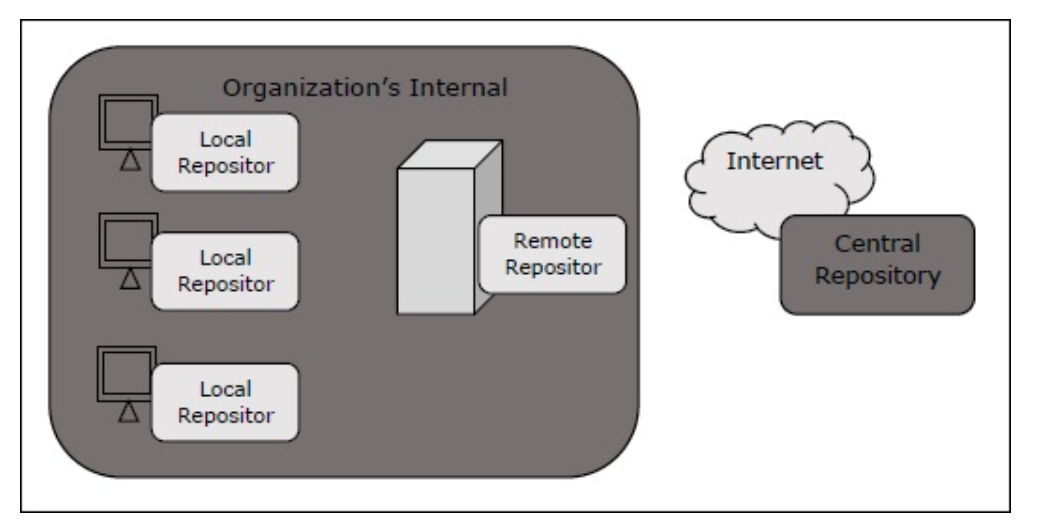 Organization's Internal
Local
Repositor
Local
Repositor
Local
Repositor
Remote
Repositor
Internet
Central
Repository